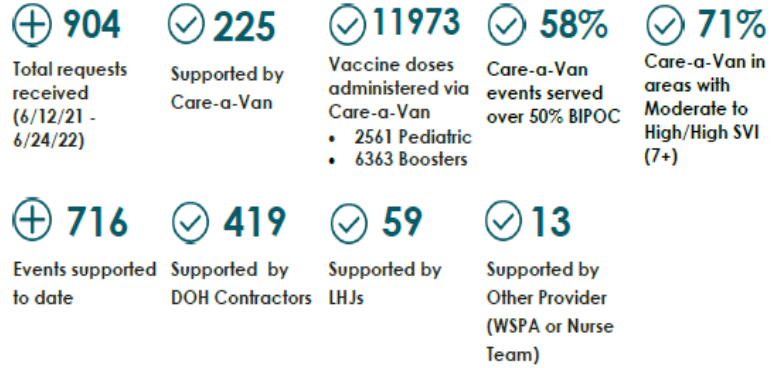 904
Total requests
received
(6/12/21 -
6/24/22)
225
Supported by
Care-a-Van
11973
Vaccine doses
administered via
Care-a-Van
• 2561 Pediatric
• 6363 Boosters
58%
Care-a-Van
events served
over 50% BIPOC
71%
Care-a-Van in
areas with
Moderate to
High/High SVI
(7+)
716
Events supported
to date
419
Supported by
DOH Contractors
59
Supported by
LHJs
13
Supported by
Other Provider
(WSPA or Nurse
Team)